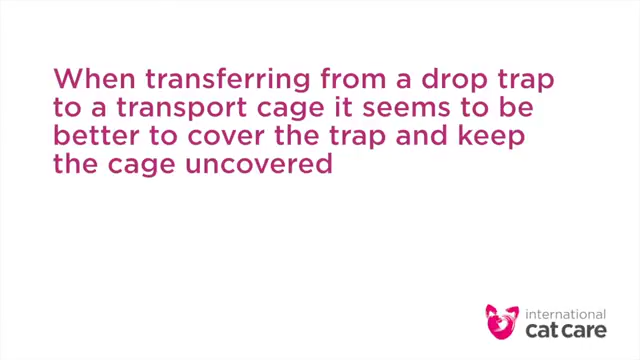 When transferring from a drop trap
to a transport cage it seems to be
better to cover the trap and keep
the cage uncovered
international
cat care